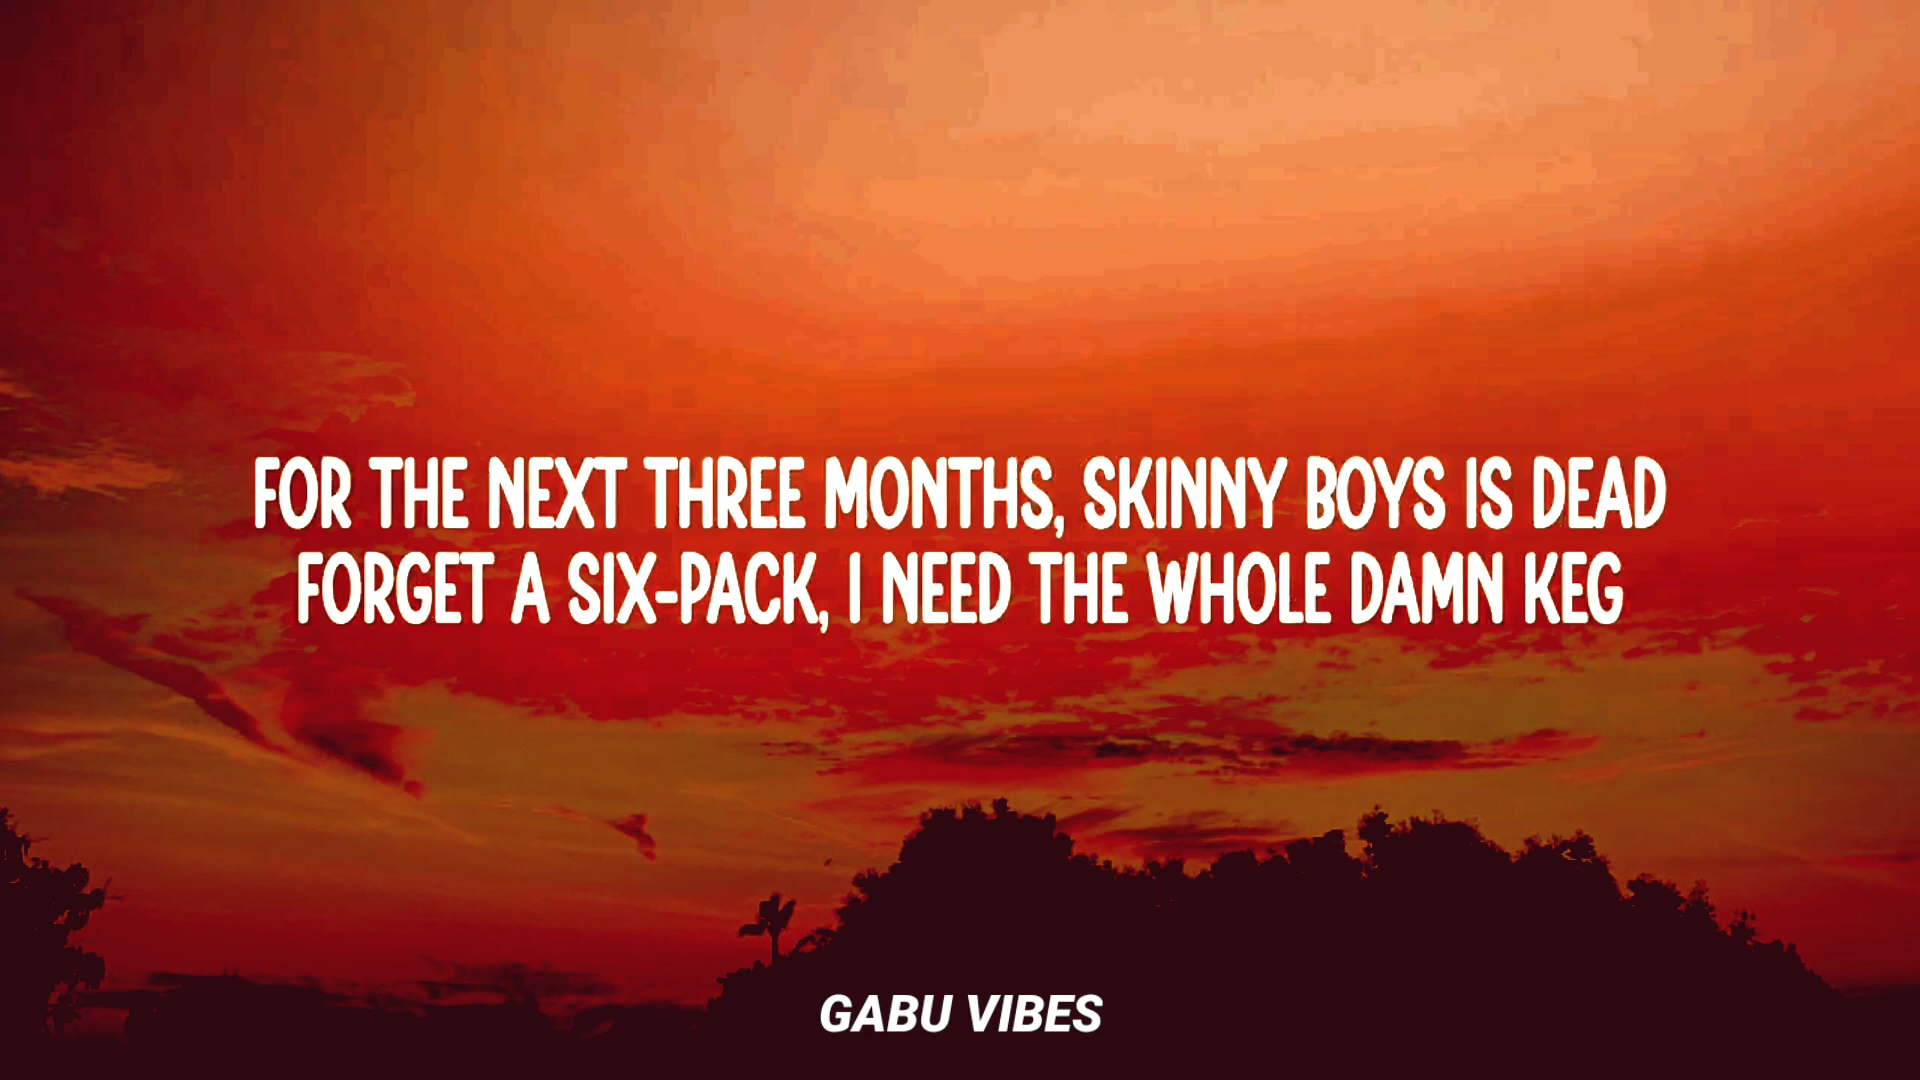 FOR THE NEXT THREE MONTHS, SKINNY BOYS IS DEAD
FORGET A SIX-PACK, I NEED THE WHOLE DAMN KEG
GABU VIBES